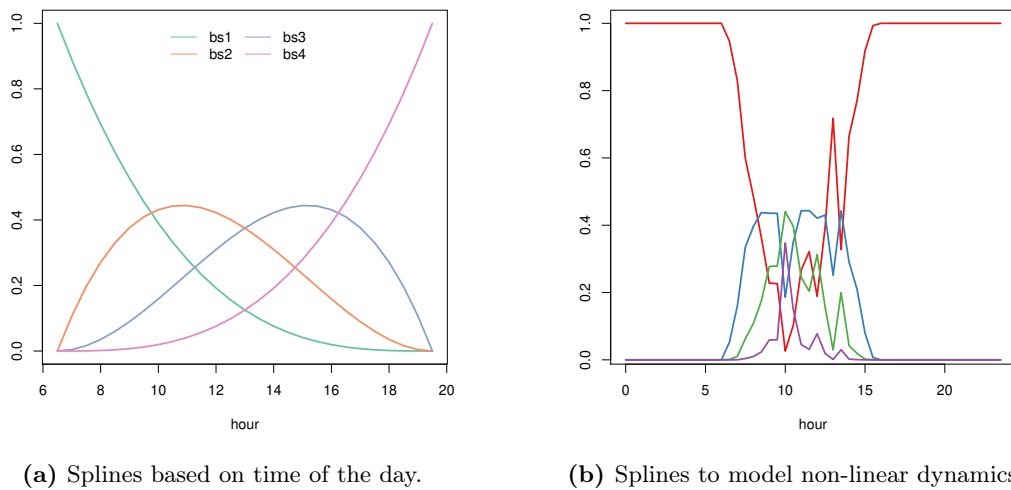 bs1 bs3
bs2 bs4
1.0
0.8
0.6
0.4
0.2
0.0
6 8 10 12 14 16 18 20
hour
(a) Splines based on time of the day.
1.0
0.8
0.6
0.4
0.2
0.0
0 5 10 15 20
hour
(b) Splines to model non-linear dynamics